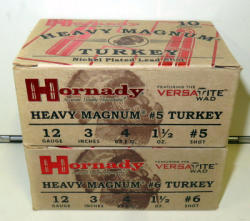 10
HEAVY MAGNUM
TURKEY
Nickel Plated Lead Shot
Hornady
FEATURING THE
VERSATITE
WAD
HEAVY MAGNUM #5 TURKEY
12 3 4 1½ #5
GAUGE INCHES OZ. SHOT
Hornady
FEATURING THE
VERSATITE
WAD
HEAVY MAGNUM #6 TURKEY
12 3 4 1½ #6
GAUGE INCHES OZ. SHOT